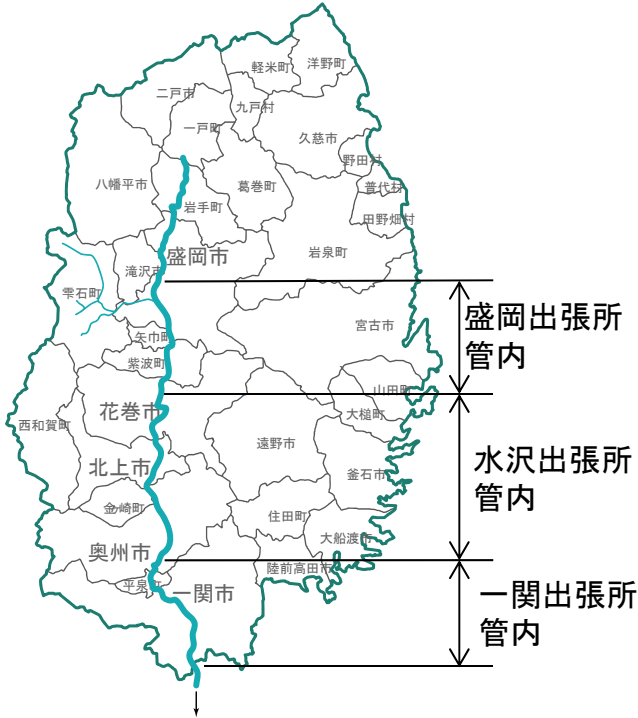 洋野町
軽米町
二戸市
九戸村
一戸町
久慈市
野田村
八幡平市
葛巻町
普代村
岩手町
田野畑村
盛岡市
岩泉町
滝沢市
雫石町
盛岡出張所
管内
宮古市
矢巾町
紫波町
山田町
花巻市
大槌町
西和賀町
遠野市
北上市
釜石市
水沢出張所
管内
金崎町
住田町
大船渡市
奥州市
陸前高田市
平泉町
一関市
一関出張所
管内